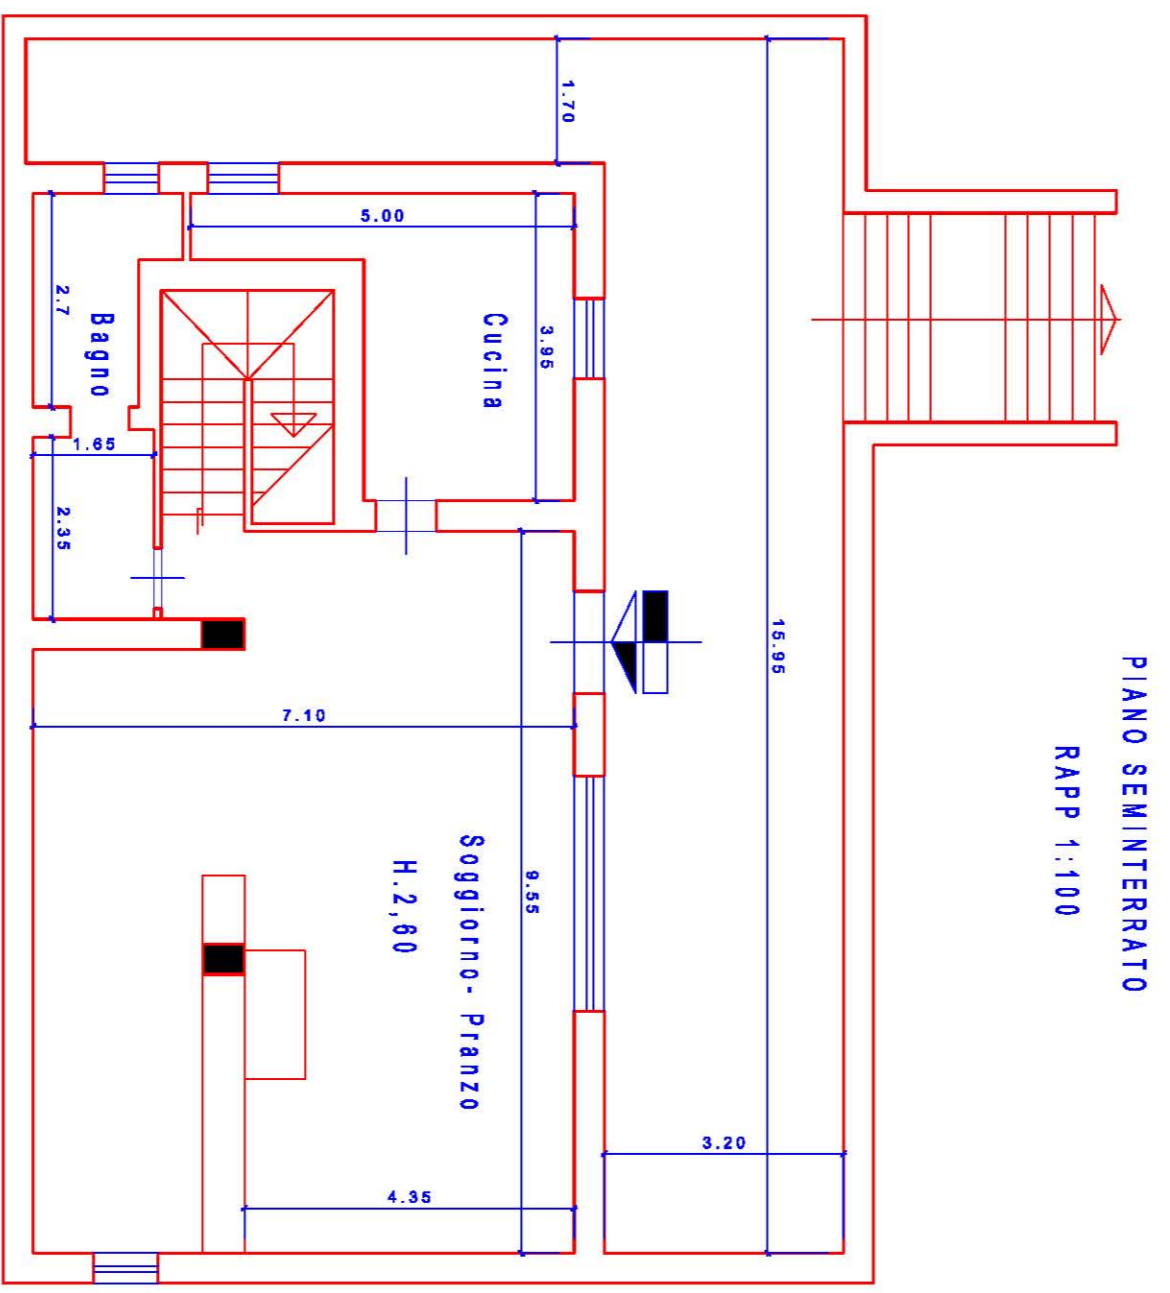 PIANO SEMINTERRATO
RAPP 1:100
1.70
5.00
3.95
Cucina
2.7
Bagno
1.65
2.35
15.95
7.10
9.55
Soggiorno- Pranzo
H.2,60
3.20
4.35